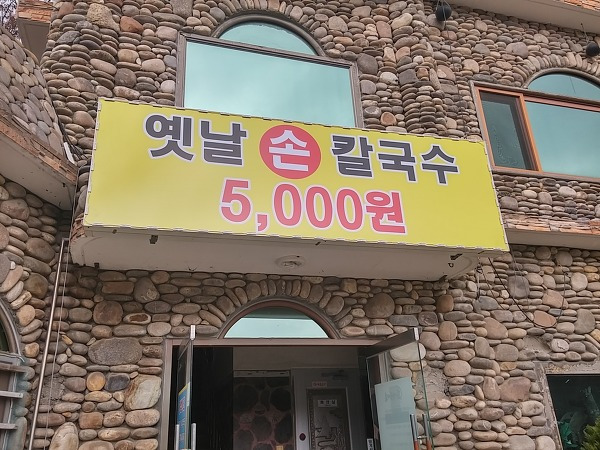 옛날 손 칼국수
5,000원